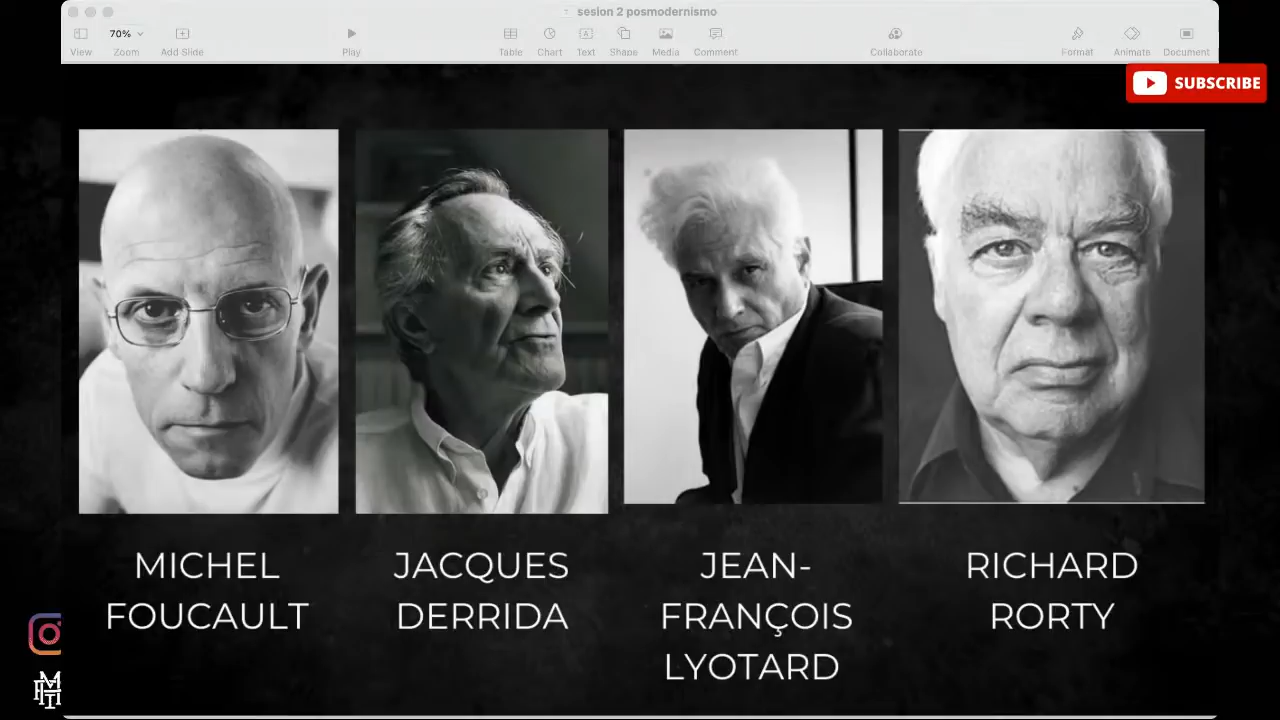 sesion 2 posmodernismo
70%
View
Zoom
Add Slide
Play
Table
Chart
Text
Shape
Media
Comment
Collaborate
Format
Animate
Document
SUBSCRIBE
MICHEL
FOUCAULT
JACQUES
DERRIDA
JEAN-
FRANÇOIS
LYOTARD
RICHARD
RORTY